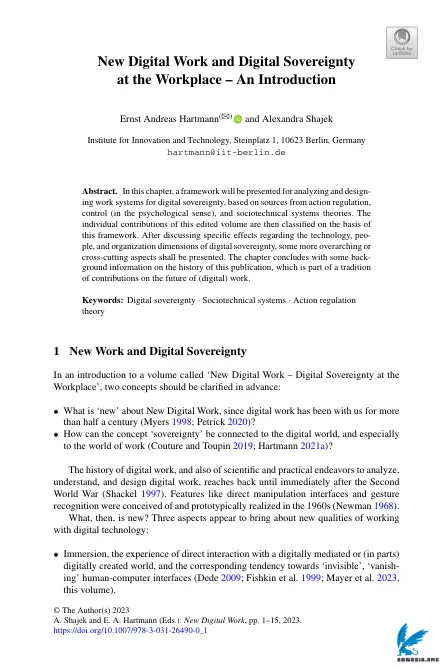 Check for
updates
New Digital Work and Digital Sovereignty
at the Workplace – An Introduction
Ernst Andreas Hartmann(✉) and Alexandra Shajek
Institute for Innovation and Technology, Steinplatz 1, 10623 Berlin, Germany
hartmann@iit-berlin.de
Abstract. In this chapter, a framework will be presented for analyzing and design-
ing work systems for digital sovereignty, based on sources from action regulation,
control (in the psychological sense), and sociotechnical systems theories. The
individual contributions of this edited volume are then classified on the basis of
this framework. After discussing specific effects regarding the technology, peo-
ple, and organization dimensions of digital sovereignty, some more overarching or
cross-cutting aspects shall be presented. The chapter concludes with some back-
ground information on the history of this publication, which is part of a tradition
of contributions on the future of (digital) work.
Keywords: Digital sovereignty · Sociotechnical systems · Action regulation
theory
1 New Work and Digital Sovereignty
In an introduction to a volume called ‘New Digital Work – Digital Sovereignty at the
Workplace’, two concepts should be clarified in advance:
• What is ‘new’ about New Digital Work, since digital work has been with us for more
than half a century (Myers 1998; Petrick 2020)?
• How can the concept ‘sovereignty’ be connected to the digital world, and especially
to the world of work (Couture and Toupin 2019; Hartmann 2021a)?
The history of digital work, and also of scientific and practical endeavors to analyze,
understand, and design digital work, reaches back until immediately after the Second
World War (Shackel 1997). Features like direct manipulation interfaces and gesture
recognition were conceived of and prototypically realized in the 1960s (Newman 1968).
What, then, is new? Three aspects appear to bring about new qualities of working
with digital technology:
• Immersion, the experience of direct interaction with a digitally mediated or (in parts)
digitally created world, and the corresponding tendency towards ‘invisible’, ‘vanish-
ing’ human-computer interfaces (Dede 2009; Fishkin et al. 1999; Mayer et al. 2023,
this volume).
© The Author(s) 2023
A. Shajek and E. A. Hartmann (Eds.): New Digital Work, pp. 1–15, 2023.
https://doi.org/10.1007/978-3-031-26490-0_1